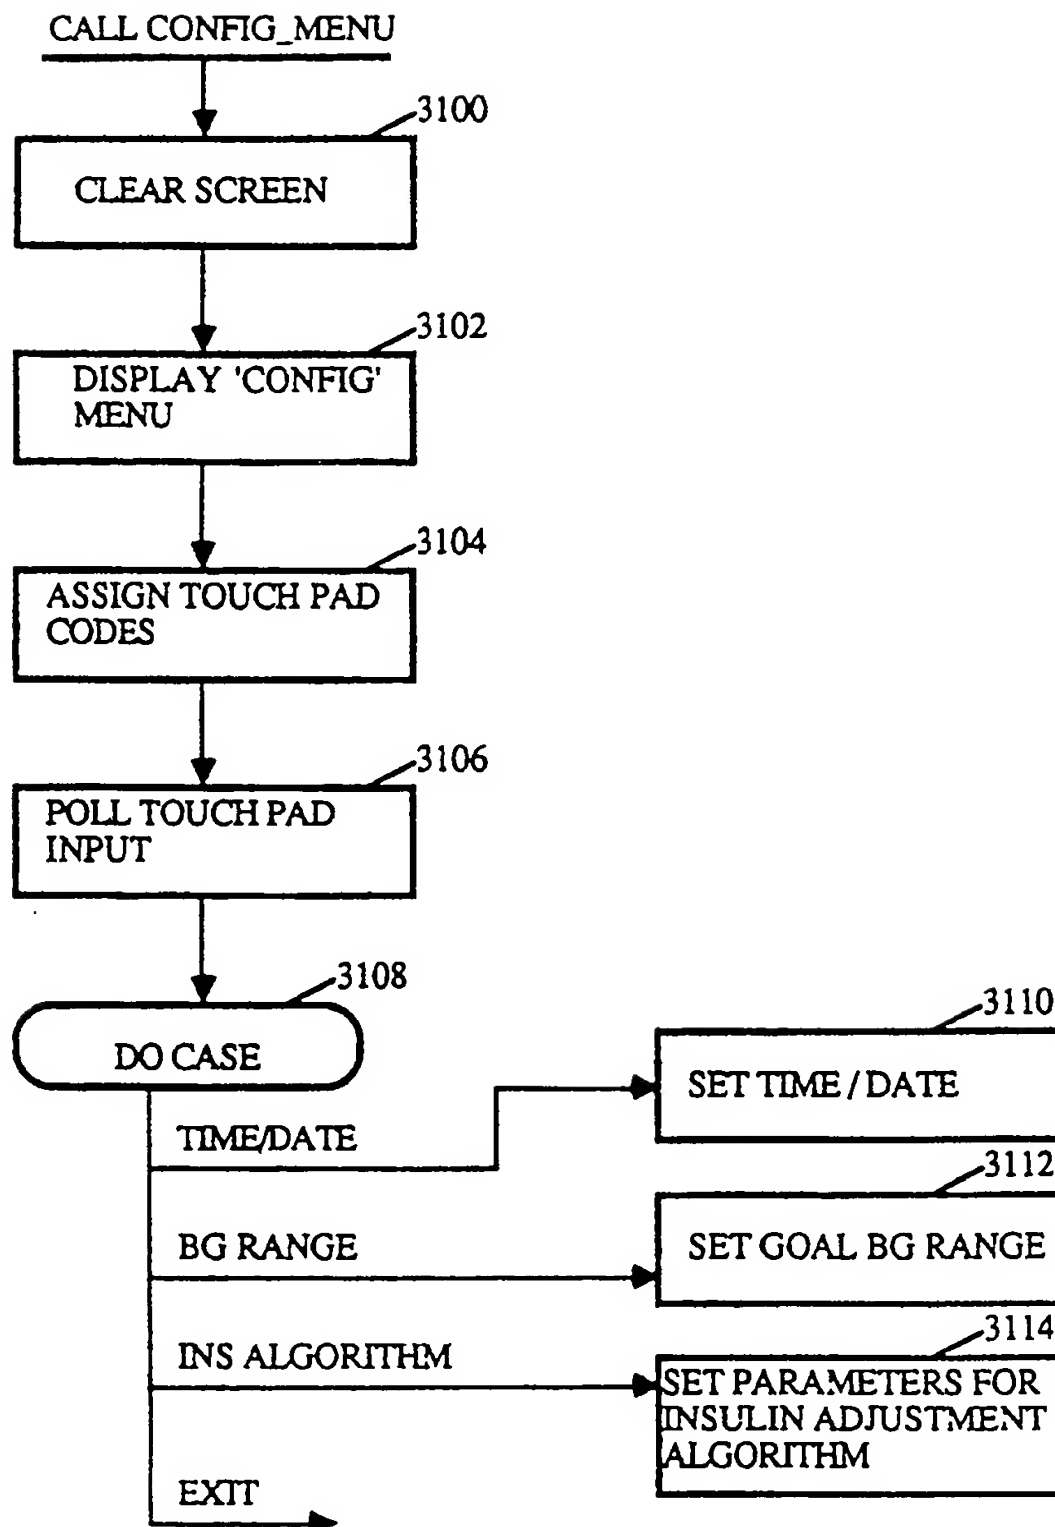 CALL CONFIG_MENU
3100
CLEAR SCREEN
3102
DISPLAY 'CONFIG'
MENU
3104
ASSIGN TOUCH PAD
CODES
3106
POLL TOUCH PAD
INPUT
3108
DO CASE
3110
SET TIME / DATE
TIME/DATE
3112
BG RANGE
SET GOAL BG RANGE
3114
INS ALGORITHM
SET PARAMETERS FOR
INSULIN ADJUSTMENT
ALGORITHM
EXIT